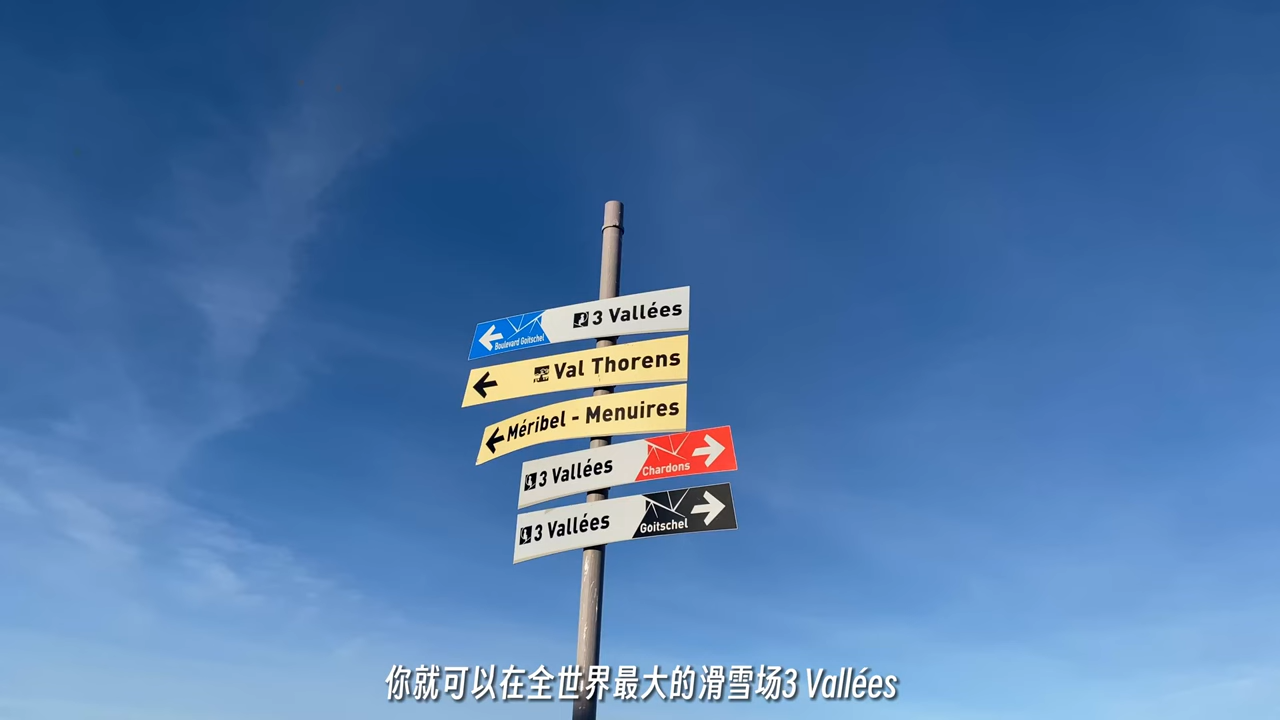 3 Vallées
Boulevard Goitschel
Val Thorens
Méribel - Menuires
3 Vallées
Chardons
3 Vallées
Goitschel
你就可以在全世界最大的滑雪场3 Vallées